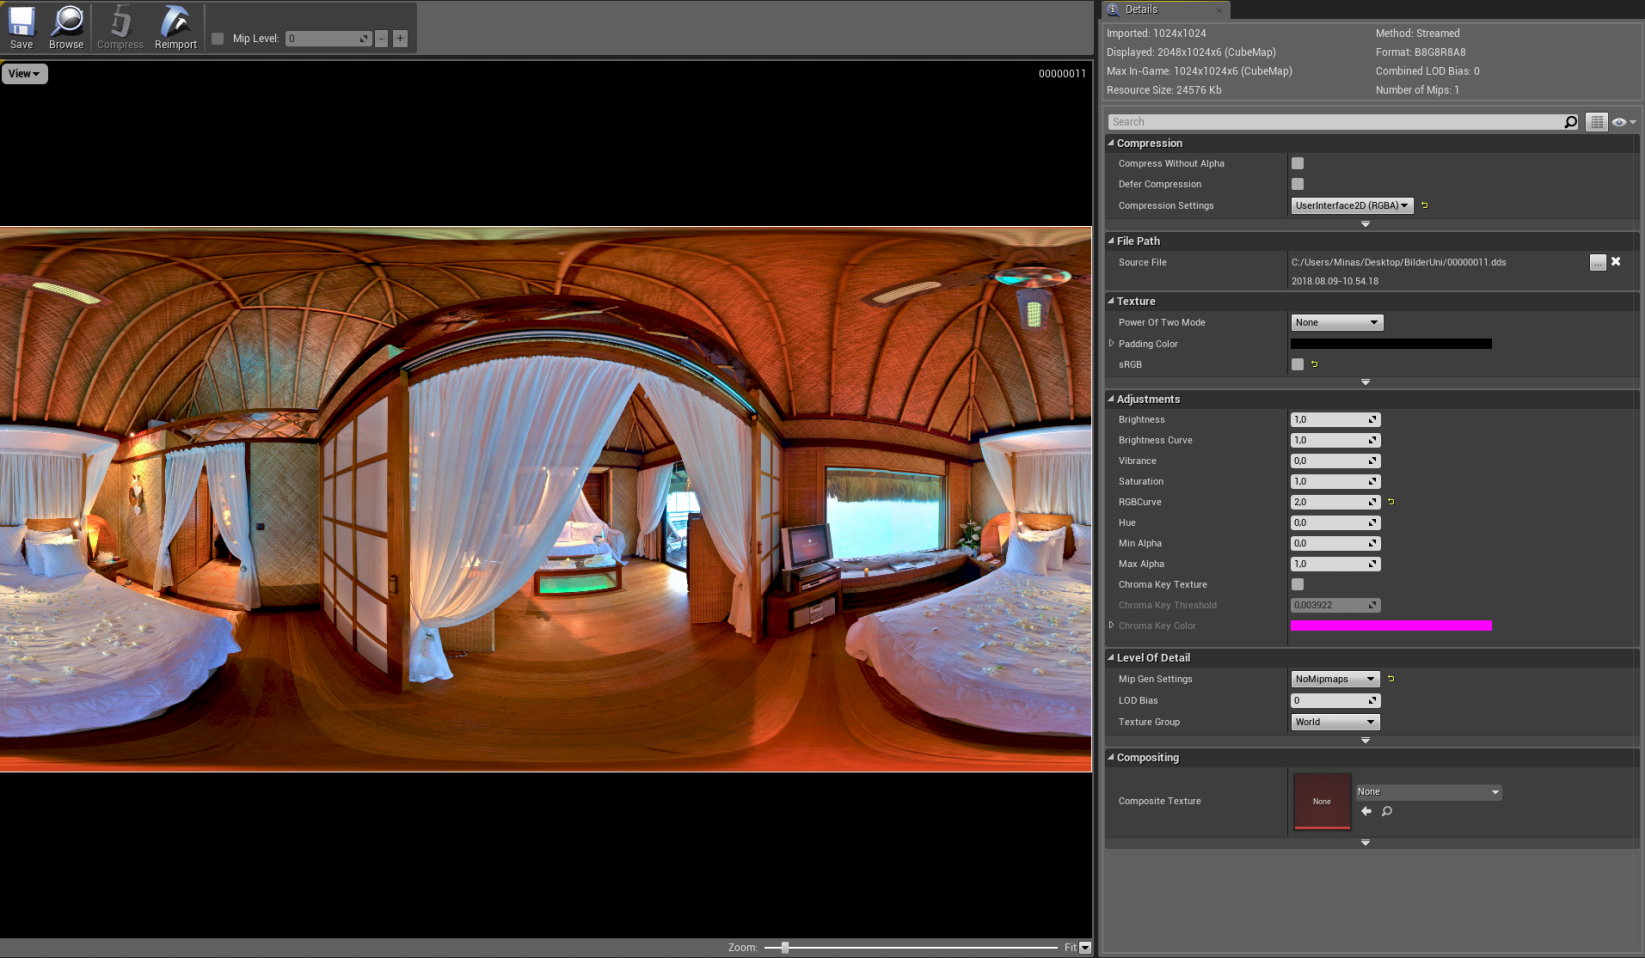 Save
Browse
Compress
Reimport
Mip Level:
0
-
+
View
00000011
Details
Imported: 1024x1024
Method: Streamed
Displayed: 2048x1024x6 (CubeMap)
Format: B8G8R8A8
Max In-Game: 1024x1024x6 (CubeMap)
Combined LOD Bias: 0
Resource Size: 24576 Kb
Number of Mips: 1
Search
Compression
Compress Without Alpha
Defer Compression
Compression Settings
UserInterface2D (RGBA)
File Path
Source File
C:/Users/Minas/Desktop/BilderUni/00000011.dds
...
2018.08.09-10.54.18
Texture
Power Of Two Mode
None
Padding Color
sRGB
Adjustments
Brightness
1,0
Brightness Curve
1,0
Vibrance
0,0
Saturation
1,0
RGBCurve
2,0
Hue
0,0
Min Alpha
0,0
Max Alpha
1,0
Chroma Key Texture
Chroma Key Threshold
0,003922
Chroma Key Color
Level Of Detail
Mip Gen Settings
NoMipmaps
LOD Bias
0
Texture Group
World
Compositing
Composite Texture
None
None
Zoom:
Fit